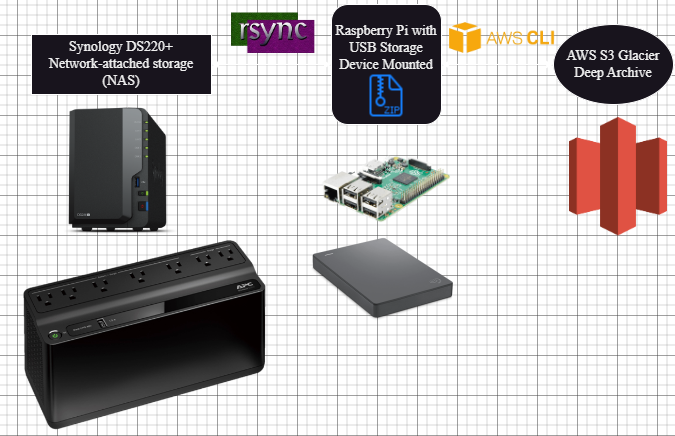 Synology DS220+
Network-attached storage
(NAS)
rsync
Raspberry Pi with
USB Storage
Device Mounted
ZIP
AWS CLI
AWS S3 Glacier
Deep Archive
APC